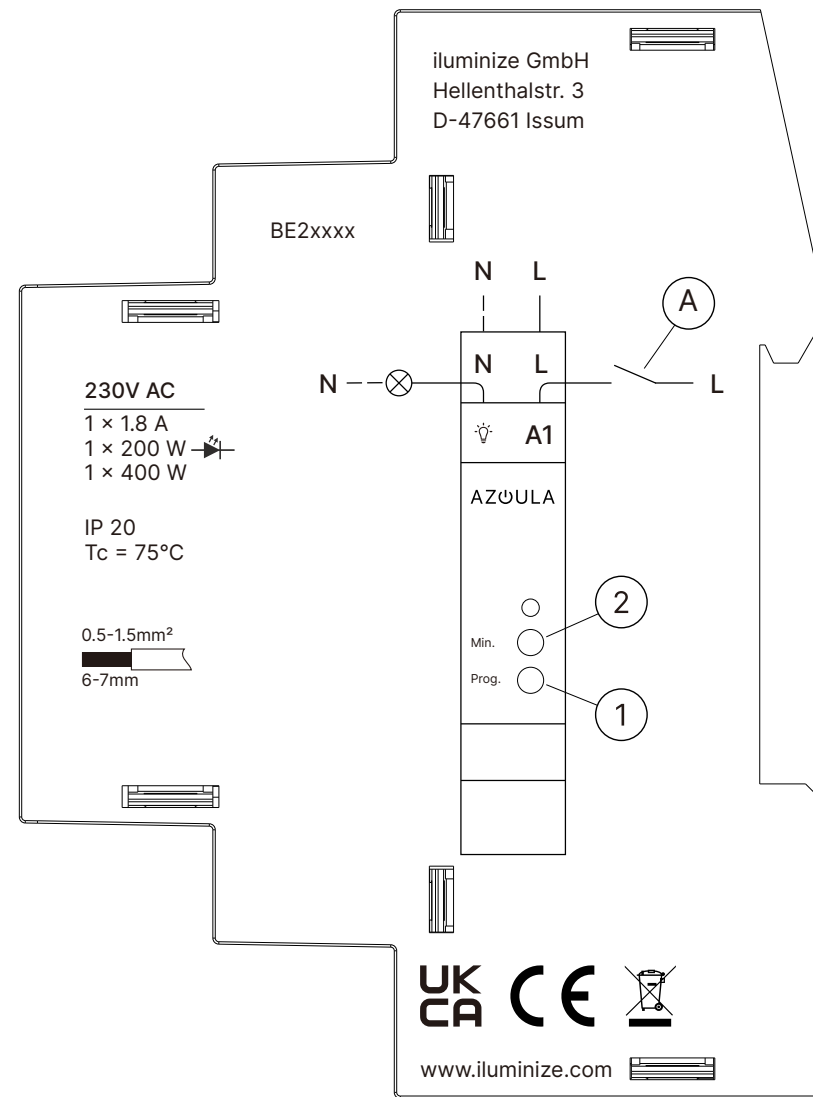 iluminize GmbH
Hellenthalstr. 3
D-47661 Issum
BE2xxxx
N L
A
N L
N L
230V AC
1 × 1.8 A
1 × 200 W
1 × 400 W
A1
AZOULA
IP 20
Tc = 75°C
2
Min.
0.5-1.5mm²
Prog.
6-7mm
1
UK
CA CE
www.iluminize.com